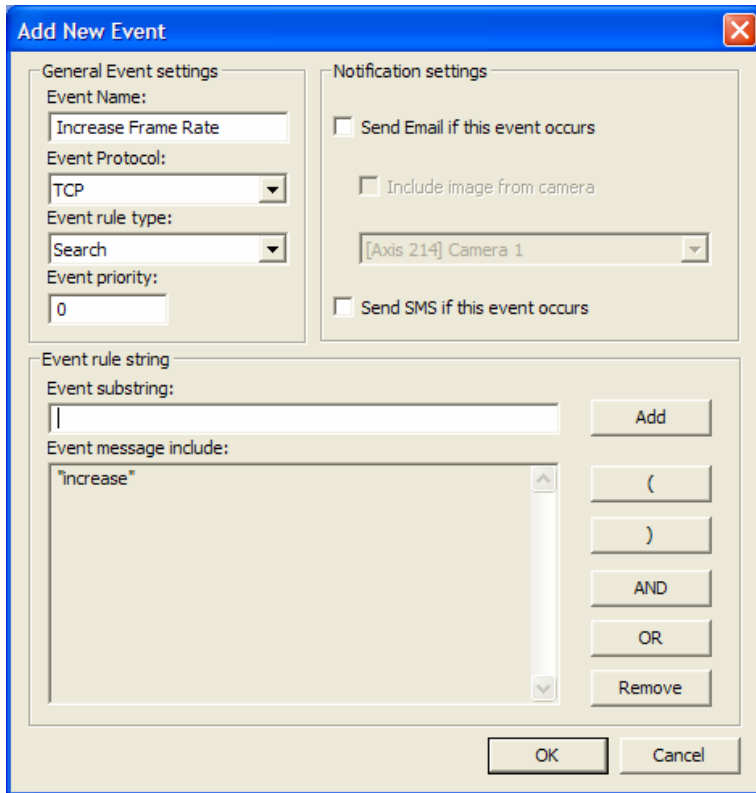 Add New Event
General Event settings
Event Name:
Increase Frame Rate
Event Protocol:
TCP
Event rule type:
Search
Event priority:
0
Notification settings
Send Email if this event occurs
Include image from camera
[Axis 214] Camera 1
Send SMS if this event occurs
Event rule string
Event substring:
Add
Event message include:
"increase"
(
)
AND
OR
Remove
OK
Cancel